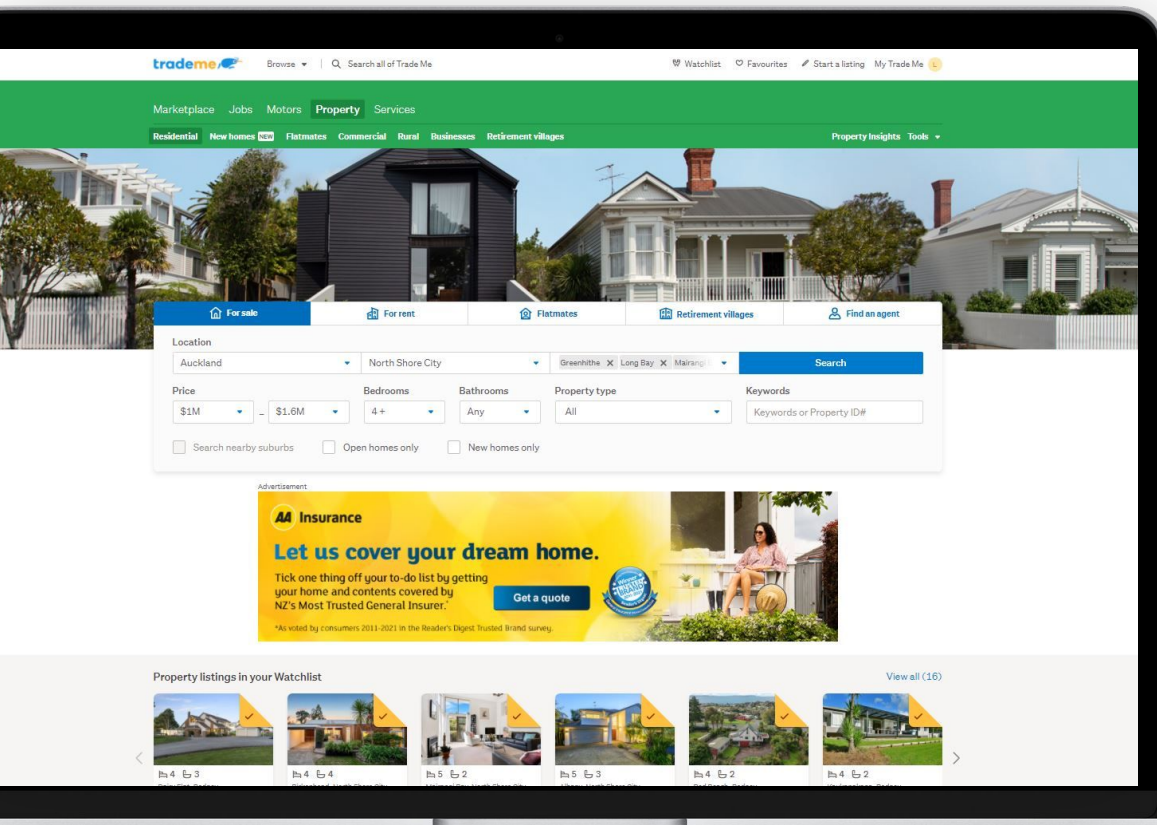 trademe
Browse
Search all of Trade Me
Watchlist
Favourites
Start a listing
My Trade Me
L
Marketplace
Jobs
Motors
Property
Services
Residential
New homes NEW
Flatmates
Commercial
Rural
Businesses
Retirement villages
Property Insights
Tools
For sale
For rent
Flatmates
Retirement villages
Find an agent
Location
Auckland
North Shore City
Greenhithe X Long Bay X Mairangi
Search
Price
Bedrooms
Bathrooms
Property type
Keywords
$1M
–
$1.6M
4 +
Any
All
Keywords or Property ID#
Search nearby suburbs
Open homes only
New homes only
Advertisement
AA Insurance
Let us cover your dream home.
Tick one thing off your to-do list by getting
your home and contents covered by
NZ's Most Trusted General Insurer.*
Get a quote
*As voted by consumers 2011-2021 in the Reader's Digest Trusted Brand survey.
Property listings in your Watchlist
View all (16)
4 3
4 4
5 2
5 3
4 2
4 2